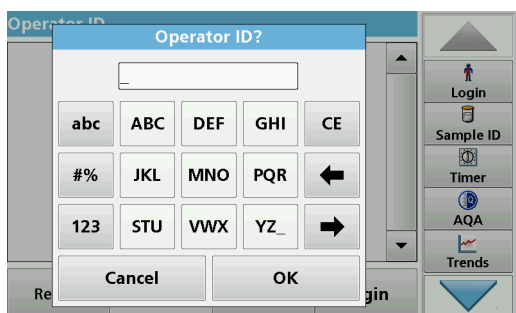 Operator ID
Operator ID?
_
abc ABC DEF GHI CE
#% JKL MNO PQR
123 STU VWX YZ_
Cancel OK
Login
Sample ID
Timer
AQA
Trends